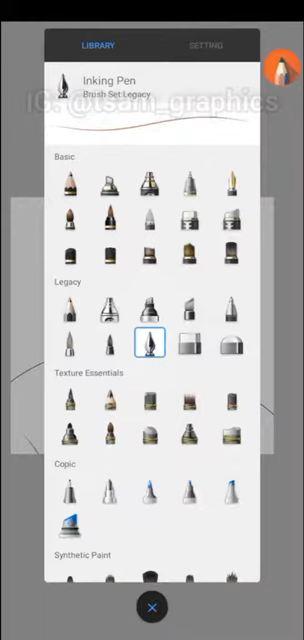 LIBRARY
SETTING
Inking Pen
Brush Set:Legacy
IG: @tsam_graphics
Basic
Legacy
Texture Essentials
Copic
Synthetic Paint